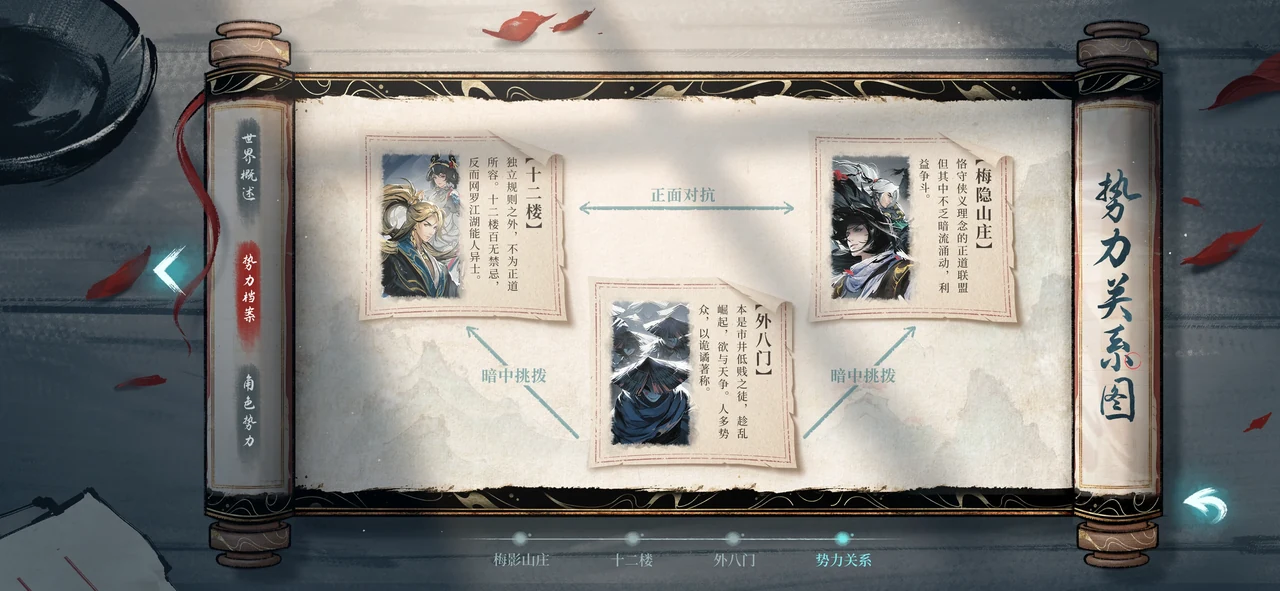 势力关系图
世界概述
势力档案
角色势力
【梅隐山庄】
恪守侠义理念的正道联盟
但其中不乏暗流涌动，利
益争斗。
正面对抗
【十二楼】
独立规则之外，不为正道
所容。十二楼百无禁忌，
反而网罗江湖能人异士。
【外八门】
本是市井低贱之徒，趁乱
崛起，欲与天争。人多势
众，以诡谲著称。
暗中挑拨
暗中挑拨
梅影山庄
十二楼
外八门
势力关系